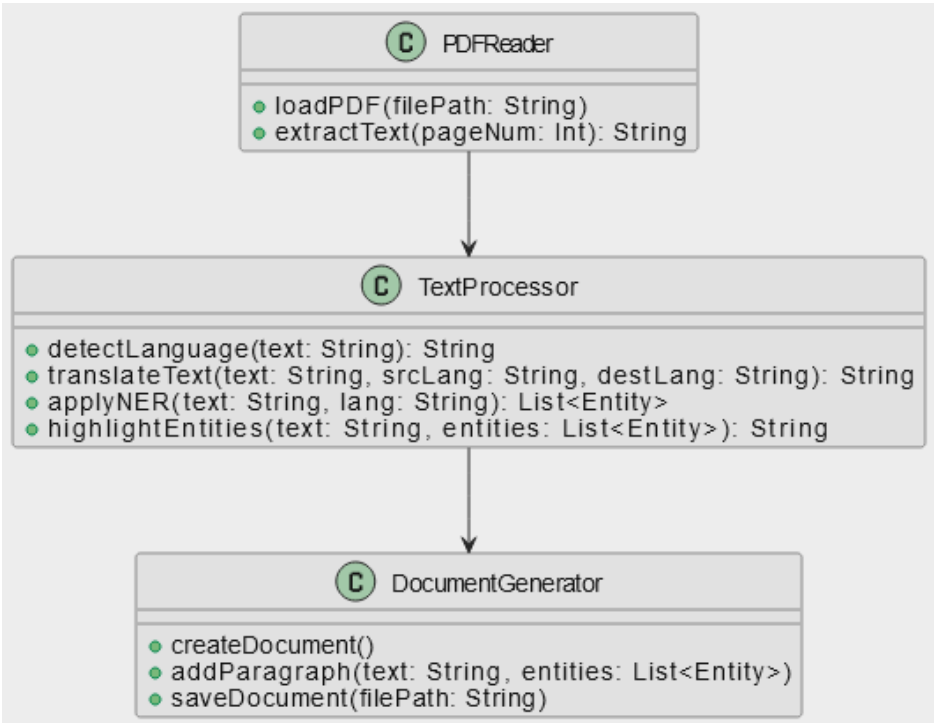 C PDFReader
loadPDF(filePath: String)
extractText(pageNum: Int): String
C TextProcessor
detectLanguage(text: String): String
translateText(text: String, srcLang: String, destLang: String): String
applyNER(text: String, lang: String): List<Entity>
highlightEntities(text: String, entities: List<Entity>): String
C DocumentGenerator
createDocument()
addParagraph(text: String, entities: List<Entity>)
saveDocument(filePath: String)